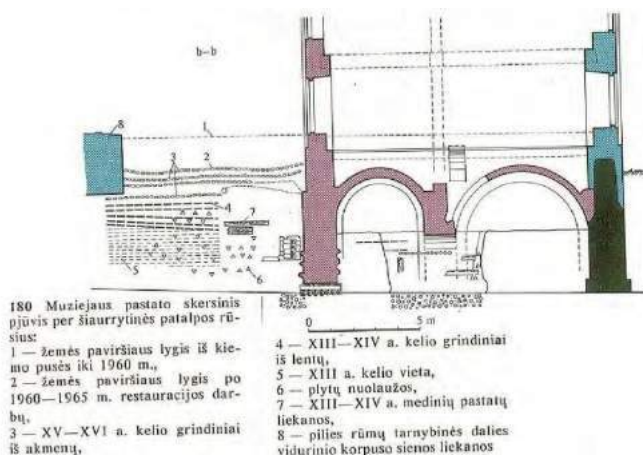 b–b
8
1
3
2
4
7
5
6
0
5 m
180 Muziejaus pastato skersinis
pjūvis per šiaurrytinės patalpos rū-
sius:
1 — žemės paviršiaus lygis iš kie-
mo pusės iki 1960 m.,
2 — žemės paviršiaus lygis po
1960—1965 m. restauracijos dar-
bų,
3 — XV—XVI a. kelio grindiniai
iš akmenų,
4 — XIII—XIV a. kelio grindiniai
iš lentų,
5 — XIII a. kelio vieta,
6 — plytų nuolaužos,
7 — XIII—XIV a. medinių pastatų
liekanos,
8 — pilies rūmų tarnybinės dalies
vidurinio korpuso sienos liekanos